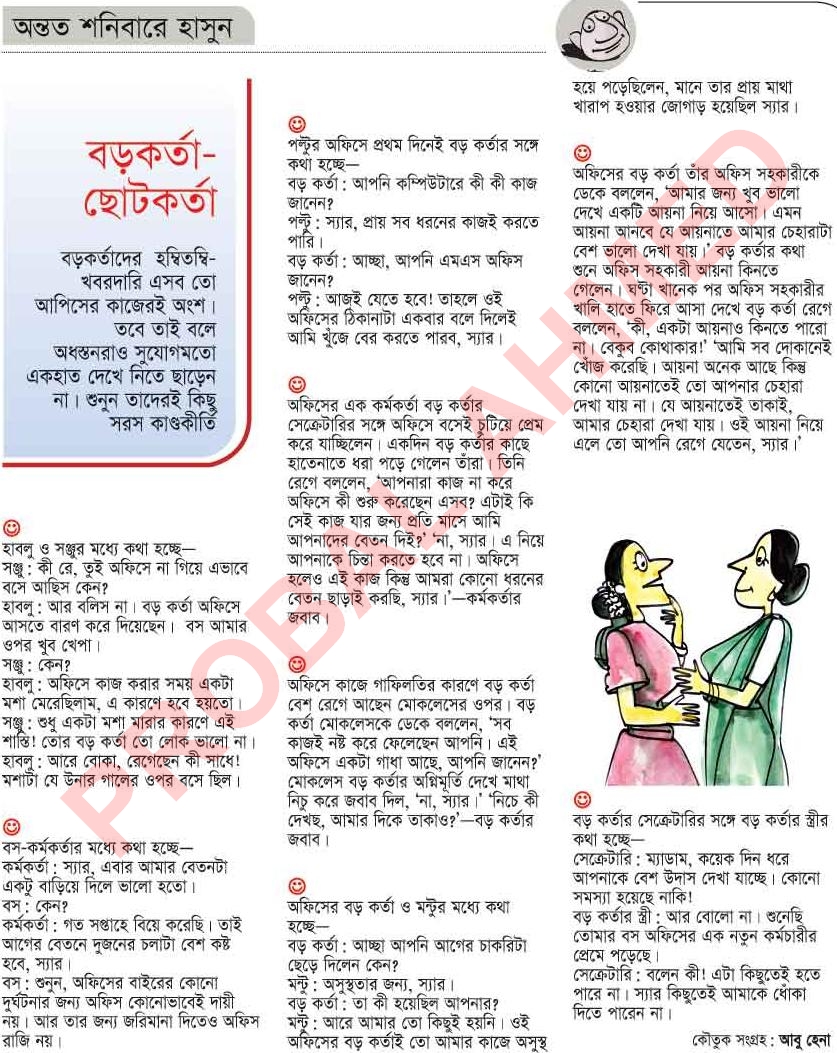 অন্তত শনিবারে হাসুন
বড়কর্তা-
ছোটকর্তা
বড়কর্তাদের হম্বিতম্বি-
খবরদারি এসব তো
আপিসের কাজেরই অংশ।
তবে তাই বলে
অধস্তনরাও সুযোগমতো
একহাত দেখে নিতে ছাড়েন
না। শুনুন তাদেরই কিছু
সরস কাণ্ডকীর্তি
হাবলু ও সঞ্জুর মধ্যে কথা হচ্ছে—
সঞ্জু : কী রে, তুই অফিসে না গিয়ে এভাবে
বসে আছিস কেন?
হাবলু : আর বলিস না। বড় কর্তা অফিসে
আসতে বারণ করে দিয়েছেন। বস আমার
ওপর খুব খেপা।
সঞ্জু : কেন?
হাবলু : অফিসে কাজ করার সময় একটা
মশা মেরেছিলাম, এ কারণে হবে হয়তো।
সঞ্জু : শুধু একটা মশা মারার কারণে এই
শাস্তি! তোর বড় কর্তা তো লোক ভালো না।
হাবলু : আরে বোকা, রেগেছেন কী সাধে!
মশাটা যে উনার গালের ওপর বসে ছিল।
বস-কর্মকর্তার মধ্যে কথা হচ্ছে—
কর্মকর্তা : স্যার, এবার আমার বেতনটা
একটু বাড়িয়ে দিলে ভালো হতো।
বস : কেন?
কর্মকর্তা : গত সপ্তাহে বিয়ে করেছি। তাই
আগের বেতনে দুজনের চলাটা বেশ কষ্ট
হবে, স্যার।
বস : শুনুন, অফিসের বাইরের কোনো
দুর্ঘটনার জন্য অফিস কোনোভাবেই দায়ী
নয়। আর তার জন্য জরিমানা দিতেও অফিস
রাজি নয়।
পল্টুর অফিসে প্রথম দিনেই বড় কর্তার সঙ্গে
কথা হচ্ছে—
বড় কর্তা : আপনি কম্পিউটারে কী কী কাজ
জানেন?
পল্টু : স্যার, প্রায় সব ধরনের কাজই করতে
পারি।
বড় কর্তা : আচ্ছা, আপনি এমএস অফিস
জানেন?
পল্টু : আজই যেতে হবে! তাহলে ওই
অফিসের ঠিকানাটা একবার বলে দিলেই
আমি খুঁজে বের করতে পারব, স্যার।
অফিসের এক কর্মকর্তা বড় কর্তার
সেক্রেটারির সঙ্গে অফিসে বসেই চুটিয়ে প্রেম
করে যাচ্ছিলেন। একদিন বড় কর্তার কাছে
হাতেনাতে ধরা পড়ে গেলেন তাঁরা। তিনি
রেগে বললেন, ‘আপনারা কাজ না করে
অফিসে কী শুরু করেছেন এসব? এটাই কি
সেই কাজ যার জন্য প্রতি মাসে আমি
আপনাদের বেতন দিই?’ ‘না, স্যার। এ নিয়ে
আপনাকে চিন্তা করতে হবে না। অফিসে
হলেও এই কাজ কিন্তু আমরা কোনো ধরনের
বেতন ছাড়াই করছি, স্যার।’—কর্মকর্তার
জবাব।
অফিসে কাজে গাফিলতির কারণে বড় কর্তা
বেশ রেগে আছেন মোকলেসের ওপর। বড়
কর্তা মোকলেসকে ডেকে বললেন, ‘সব
কাজই নষ্ট করে ফেলেছেন আপনি। এই
অফিসে একটা গাধা আছে, আপনি জানেন?’
মোকলেস বড় কর্তার অগ্নিমূর্তি দেখে মাথা
নিচু করে জবাব দিল, ‘না, স্যার।’ ‘নিচে কী
দেখছ, আমার দিকে তাকাও?’—বড় কর্তার
জবাব।
অফিসের বড় কর্তা ও মন্টুর মধ্যে কথা
হচ্ছে—
বড় কর্তা : আচ্ছা আপনি আগের চাকরিটা
ছেড়ে দিলেন কেন?
মন্টু : অসুস্থতার জন্য, স্যার।
বড় কর্তা : তা কী হয়েছিল আপনার?
মন্টু : আরে আমার তো কিছুই হয়নি। ওই
অফিসের বড় কর্তাই তো আমার কাজে অসুস্থ
হয়ে পড়েছিলেন, মানে তার প্রায় মাথা
খারাপ হওয়ার জোগাড় হয়েছিল স্যার।
অফিসের বড় কর্তা তাঁর অফিস সহকারীকে
ডেকে বললেন, ‘আমার জন্য খুব ভালো
দেখে একটি আয়না নিয়ে আসো। এমন
আয়না আনবে যে আয়নাতে আমার চেহারাটা
বেশ ভালো দেখা যায়।’ বড় কর্তার কথা
শুনে অফিস সহকারী আয়না কিনতে
গেলেন। ঘণ্টা খানেক পর অফিস সহকারীর
খালি হাতে ফিরে আসা দেখে বড় কর্তা রেগে
বললেন, ‘কী, একটা আয়নাও কিনতে পারো
না। বেকুব কোথাকার!’ ‘আমি সব দোকানেই
খোঁজ করেছি। আয়না অনেক আছে কিন্তু
কোনো আয়নাতেই তো আপনার চেহারা
দেখা যায় না। যে আয়নাতেই তাকাই,
আমার চেহারা দেখা যায়। ওই আয়না নিয়ে
এলে তো আপনি রেগে যেতেন, স্যার।’
বড় কর্তার সেক্রেটারির সঙ্গে বড় কর্তার স্ত্রীর
কথা হচ্ছে—
সেক্রেটারি : ম্যাডাম, কয়েক দিন ধরে
আপনাকে বেশ উদাস দেখা যাচ্ছে। কোনো
সমস্যা হয়েছে নাকি!
বড় কর্তার স্ত্রী : আর বোলো না। শুনেছি
তোমার বস অফিসের এক নতুন কর্মচারীর
প্রেমে পড়েছে।
সেক্রেটারি : বলেন কী! এটা কিছুতেই হতে
পারে না। স্যার কিছুতেই আমাকে ধোঁকা
দিতে পারেন না।
কৌতুক সংগ্রহ : আবু হেনা
PROBAL AHMED